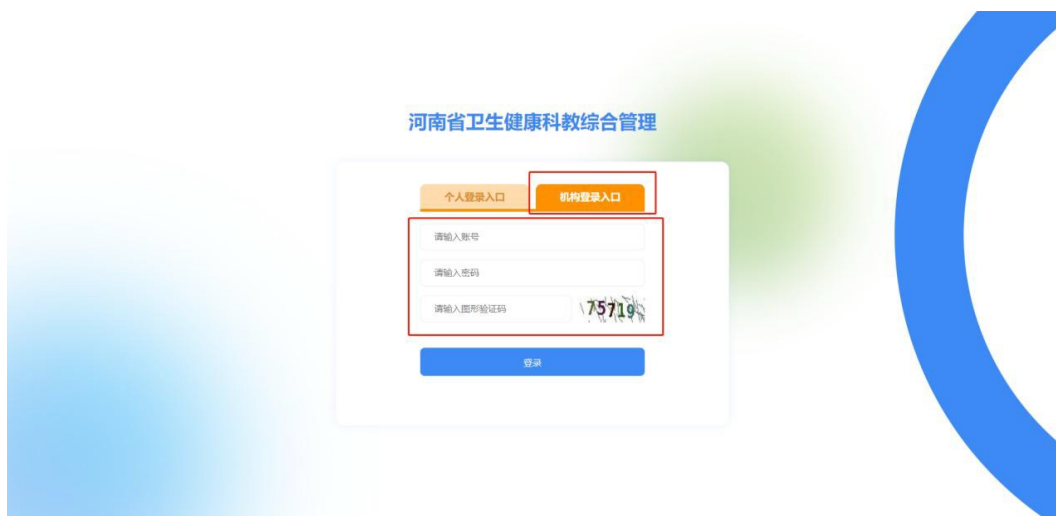 河南省卫生健康科教综合管理
个人登录入口 机构登录入口
请输入账号
请输入密码
请输入图形验证码 75719
登录